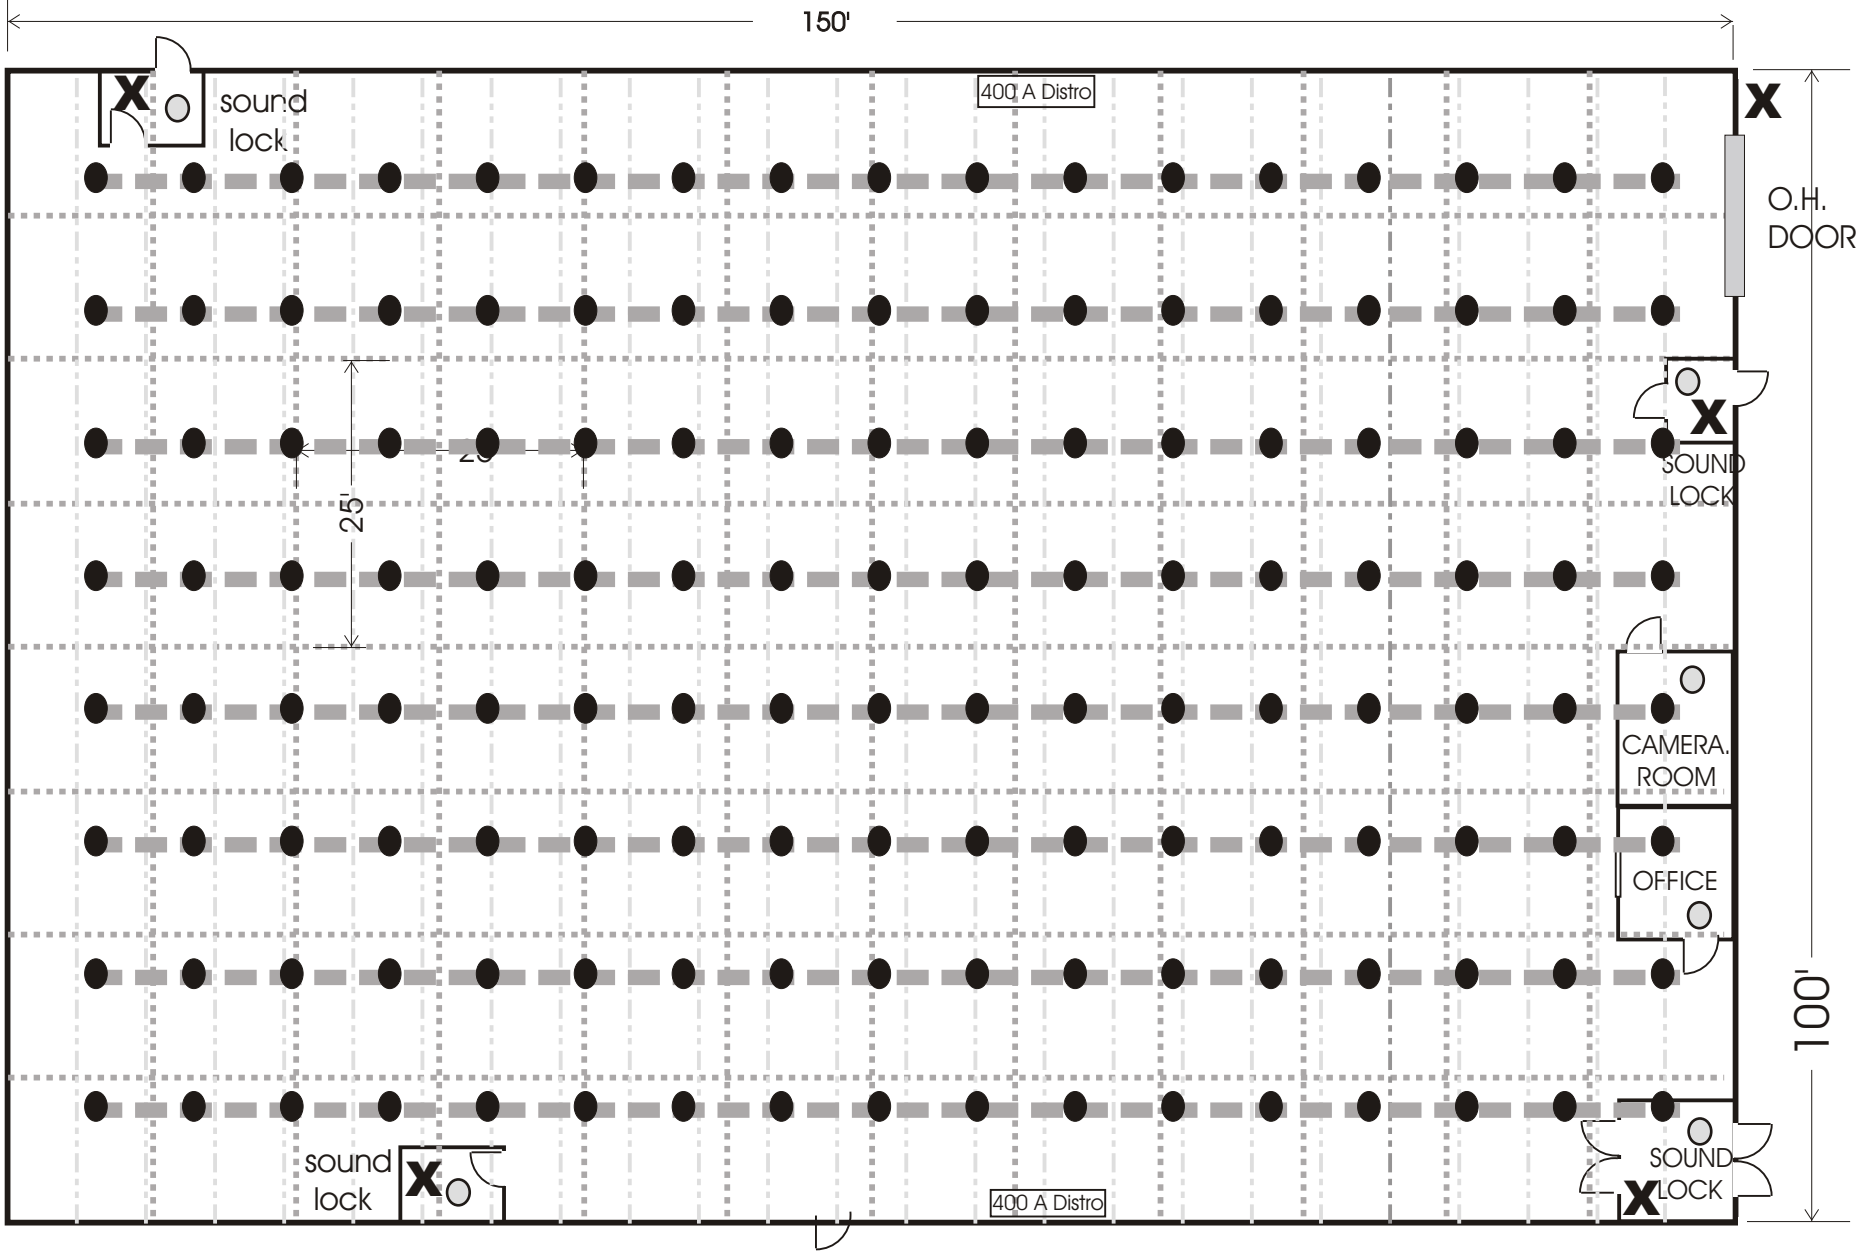 150'
X
sound
lock
400 A Distro
X
O.H.
DOOR
X
25'
SOUND
LOCK
CAMERA.
ROOM
OFFICE
100'
sound
lock
X
400 A Distro
SOUND
LOCK
X